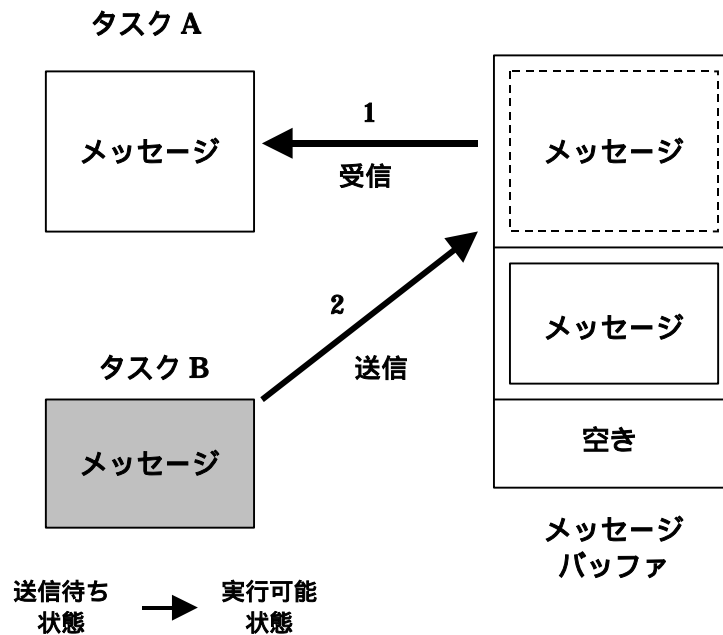 タスク A
メッセージ
1
受信
メッセージ
2
送信
メッセージ
タスク B
メッセージ
空き
メッセージ
バッファ
送信待ち
状態
実行可能
状態